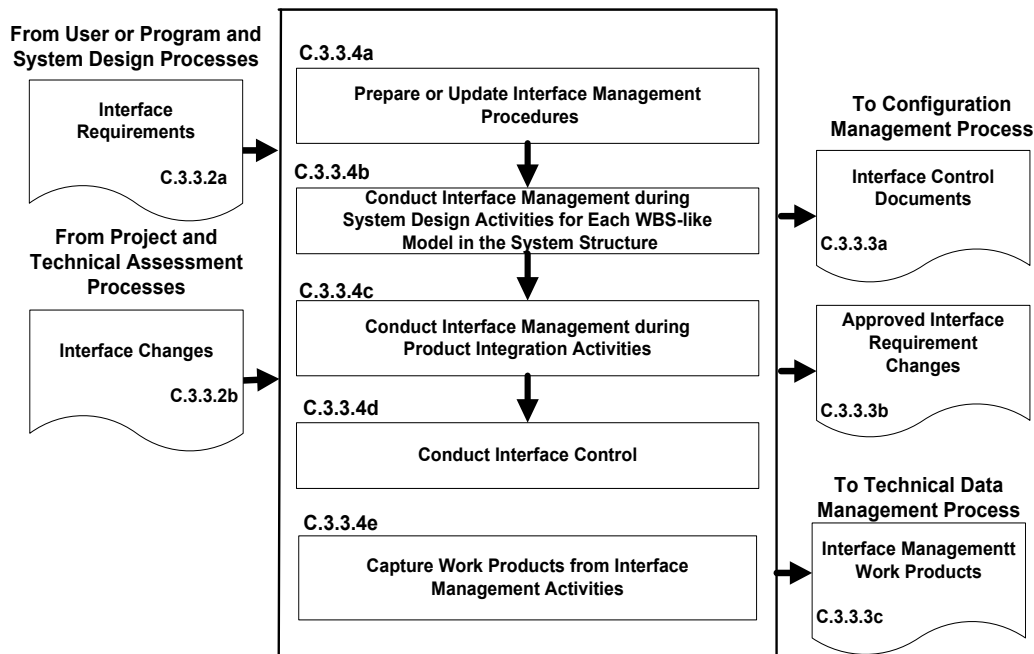 From User or Program and
System Design Processes
Interface
Requirements
C.3.3.2a
From Project and
Technical Assessment
Processes
Interface Changes
C.3.3.2b
C.3.3.4a
Prepare or Update Interface Management
Procedures
C.3.3.4b
Conduct Interface Management during
System Design Activities for Each WBS-like
Model in the System Structure
C.3.3.4c
Conduct Interface Management during
Product Integration Activities
C.3.3.4d
Conduct Interface Control
C.3.3.4e
Capture Work Products from Interface
Management Activities
To Configuration
Management Process
Interface Control
Documents
C.3.3.3a
Approved Interface
Requirement
Changes
C.3.3.3b
To Technical Data
Management Process
Interface Managementt
Work Products
C.3.3.3c